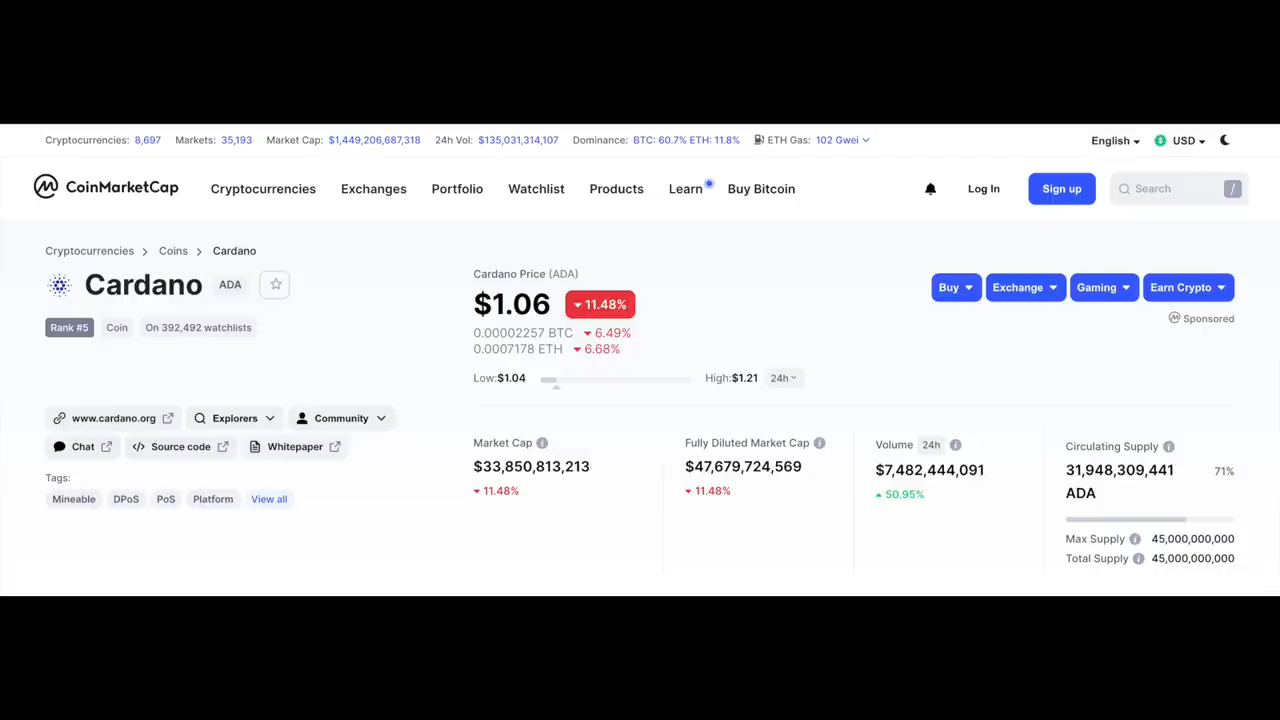 Cryptocurrencies: 8,697 Markets: 35,193 Market Cap: $1,449,206,687,318 24h Vol: $135,031,314,107 Dominance: BTC: 60.7% ETH: 11.8% ETH Gas: 102 Gwei English USD
CoinMarketCap Cryptocurrencies Exchanges Portfolio Watchlist Products Learn Buy Bitcoin Log In Sign up Search /
Cryptocurrencies > Coins > Cardano
Cardano ADA
Rank #5 Coin On 392,492 watchlists
www.cardano.org Explorers Community
Chat Source code Whitepaper
Tags:
Mineable DPoS PoS Platform View all
Cardano Price (ADA)
$1.06 11.48%
0.00002257 BTC 6.49%
0.0007178 ETH 6.68%
Low:$1.04 High:$1.21 24h
Buy Exchange Gaming Earn Crypto
Sponsored
Market Cap
$33,850,813,213
11.48%
Fully Diluted Market Cap
$47,679,724,569
11.48%
Volume 24h
$7,482,444,091
50.95%
Circulating Supply
31,948,309,441 71%
ADA
Max Supply 45,000,000,000
Total Supply 45,000,000,000